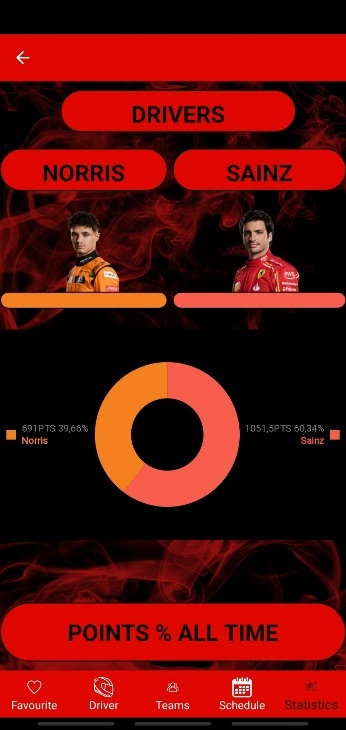 DRIVERS
NORRIS
SAINZ
aws
691PTS 39,66%
Norris
1051,5PTS 60,34%
Sainz
POINTS % ALL TIME
Favourite
Driver
Teams
Schedule
Statistics